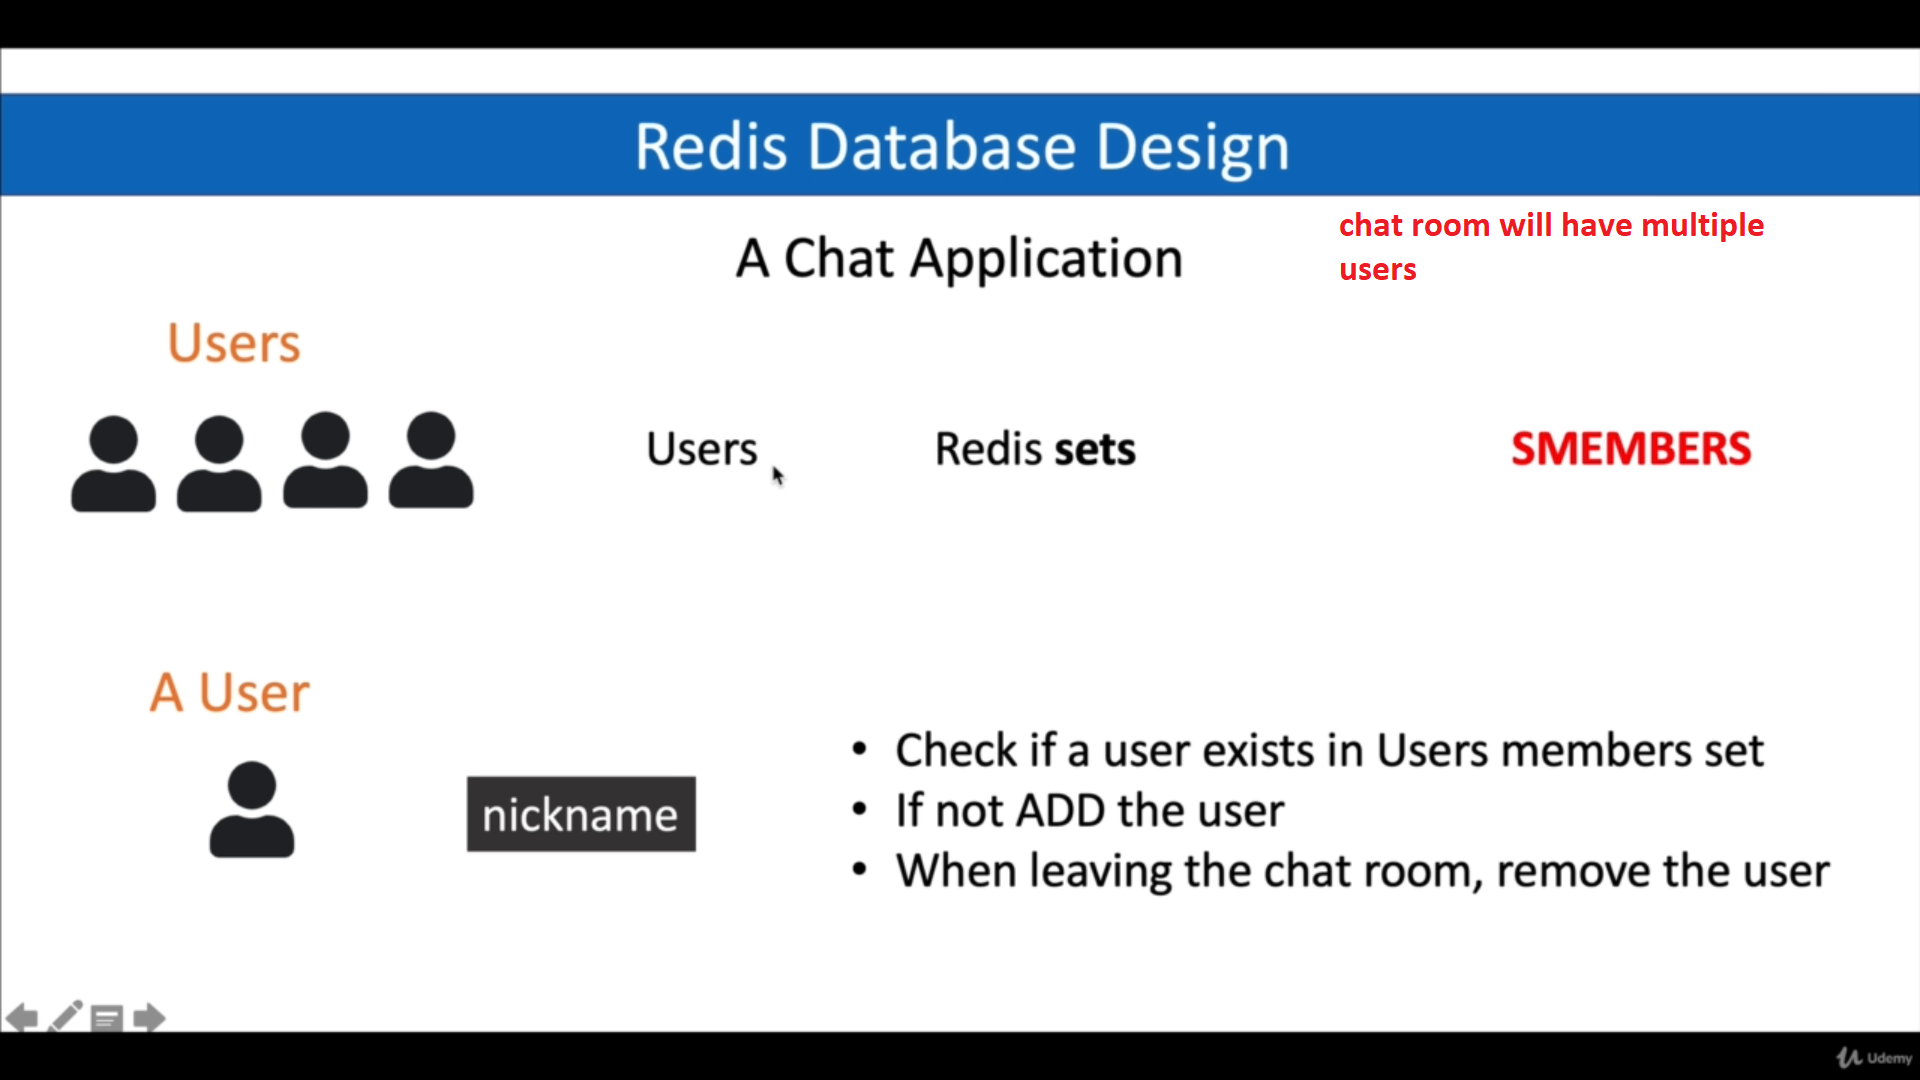 Redis Database Design
A Chat Application
chat room will have multiple
users
Users
Users
Redis sets
SMEMBERS
A User
nickname
• Check if a user exists in Users members set
• If not ADD the user
• When leaving the chat room, remove the user
Udemy